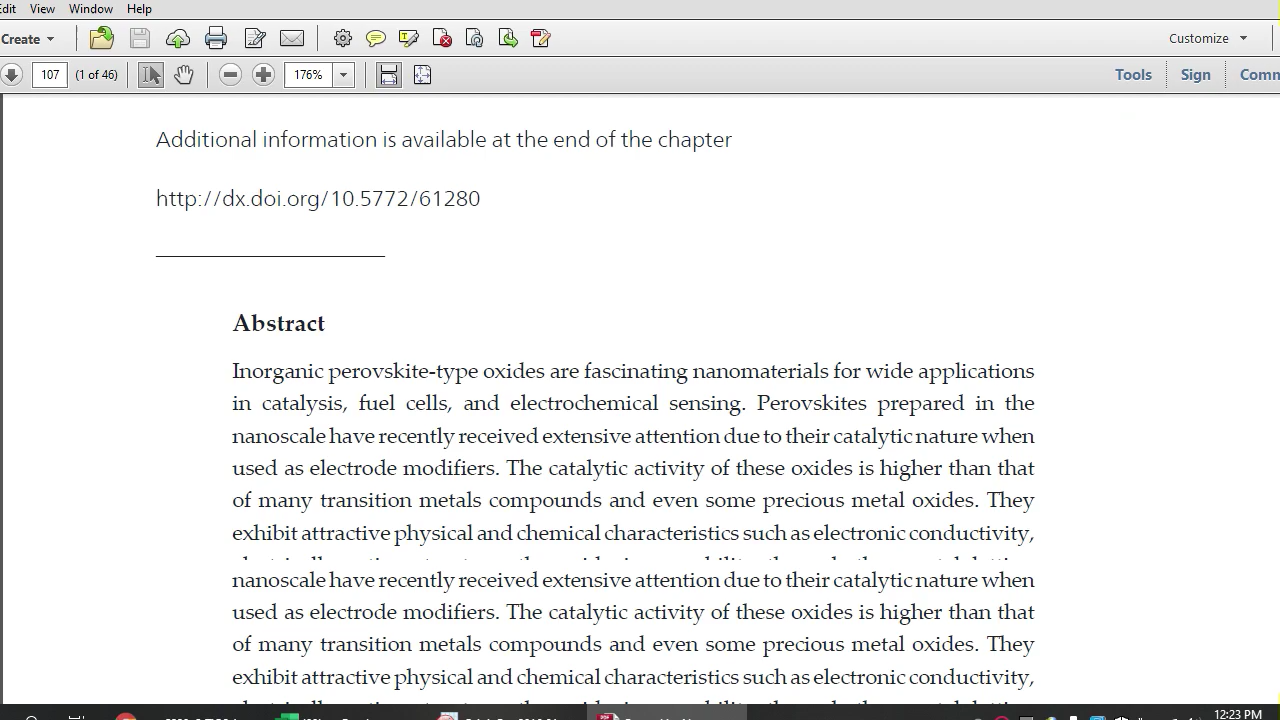 Edit View Window Help
Create Customize
107 (1 of 46) 176% Tools Sign Comm
Additional information is available at the end of the chapter
http://dx.doi.org/10.5772/61280
Abstract
Inorganic perovskite-type oxides are fascinating nanomaterials for wide applications
in catalysis, fuel cells, and electrochemical sensing. Perovskites prepared in the
nanoscale have recently received extensive attention due to their catalytic nature when
used as electrode modifiers. The catalytic activity of these oxides is higher than that
of many transition metals compounds and even some precious metal oxides. They
exhibit attractive physical and chemical characteristics such as electronic conductivity,
nanoscale have recently received extensive attention due to their catalytic nature when
used as electrode modifiers. The catalytic activity of these oxides is higher than that
of many transition metals compounds and even some precious metal oxides. They
exhibit attractive physical and chemical characteristics such as electronic conductivity,
12:23 PM